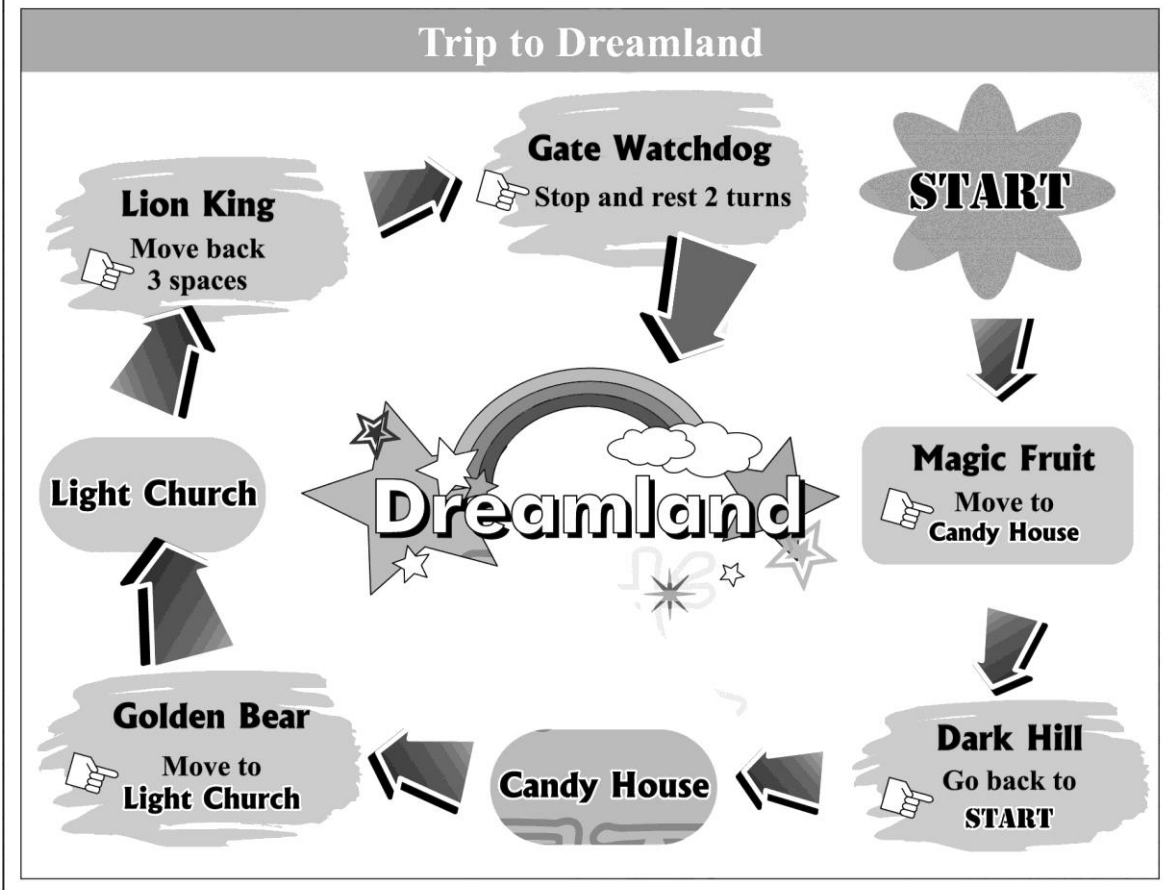 Trip to Dreamland
START
Magic Fruit
Move to
Candy House
Dark Hill
Go back to
START
Candy House
Golden Bear
Move to
Light Church
Light Church
Lion King
Move back
3 spaces
Gate Watchdog
Stop and rest 2 turns
Dreamland